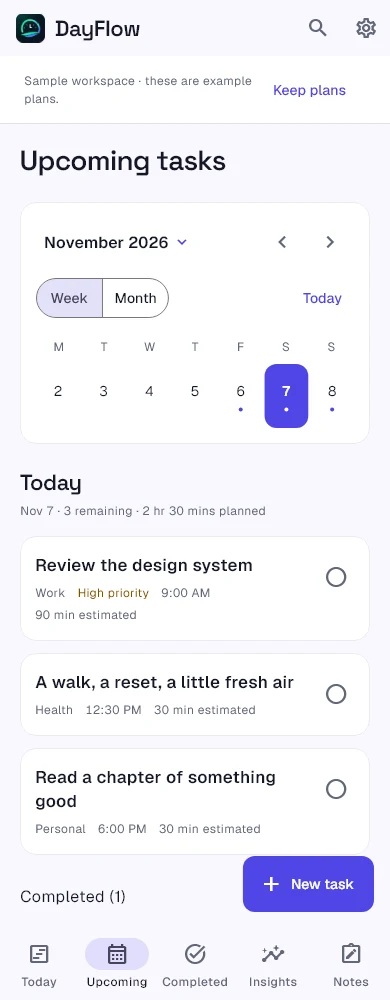 DayFlow
Sample workspace · these are example
plans.
Keep plans
Upcoming tasks
November 2026
Week
Month
Today
M T W T F S S
2 3 4 5 6 7 8
Today
Nov 7 · 3 remaining · 2 hr 30 mins planned
Review the design system
Work High priority 9:00 AM
90 min estimated
A walk, a reset, a little fresh air
Health 12:30 PM 30 min estimated
Read a chapter of something
good
Personal 6:00 PM 30 min estimated
Completed (1)
New task
Today Upcoming Completed Insights Notes